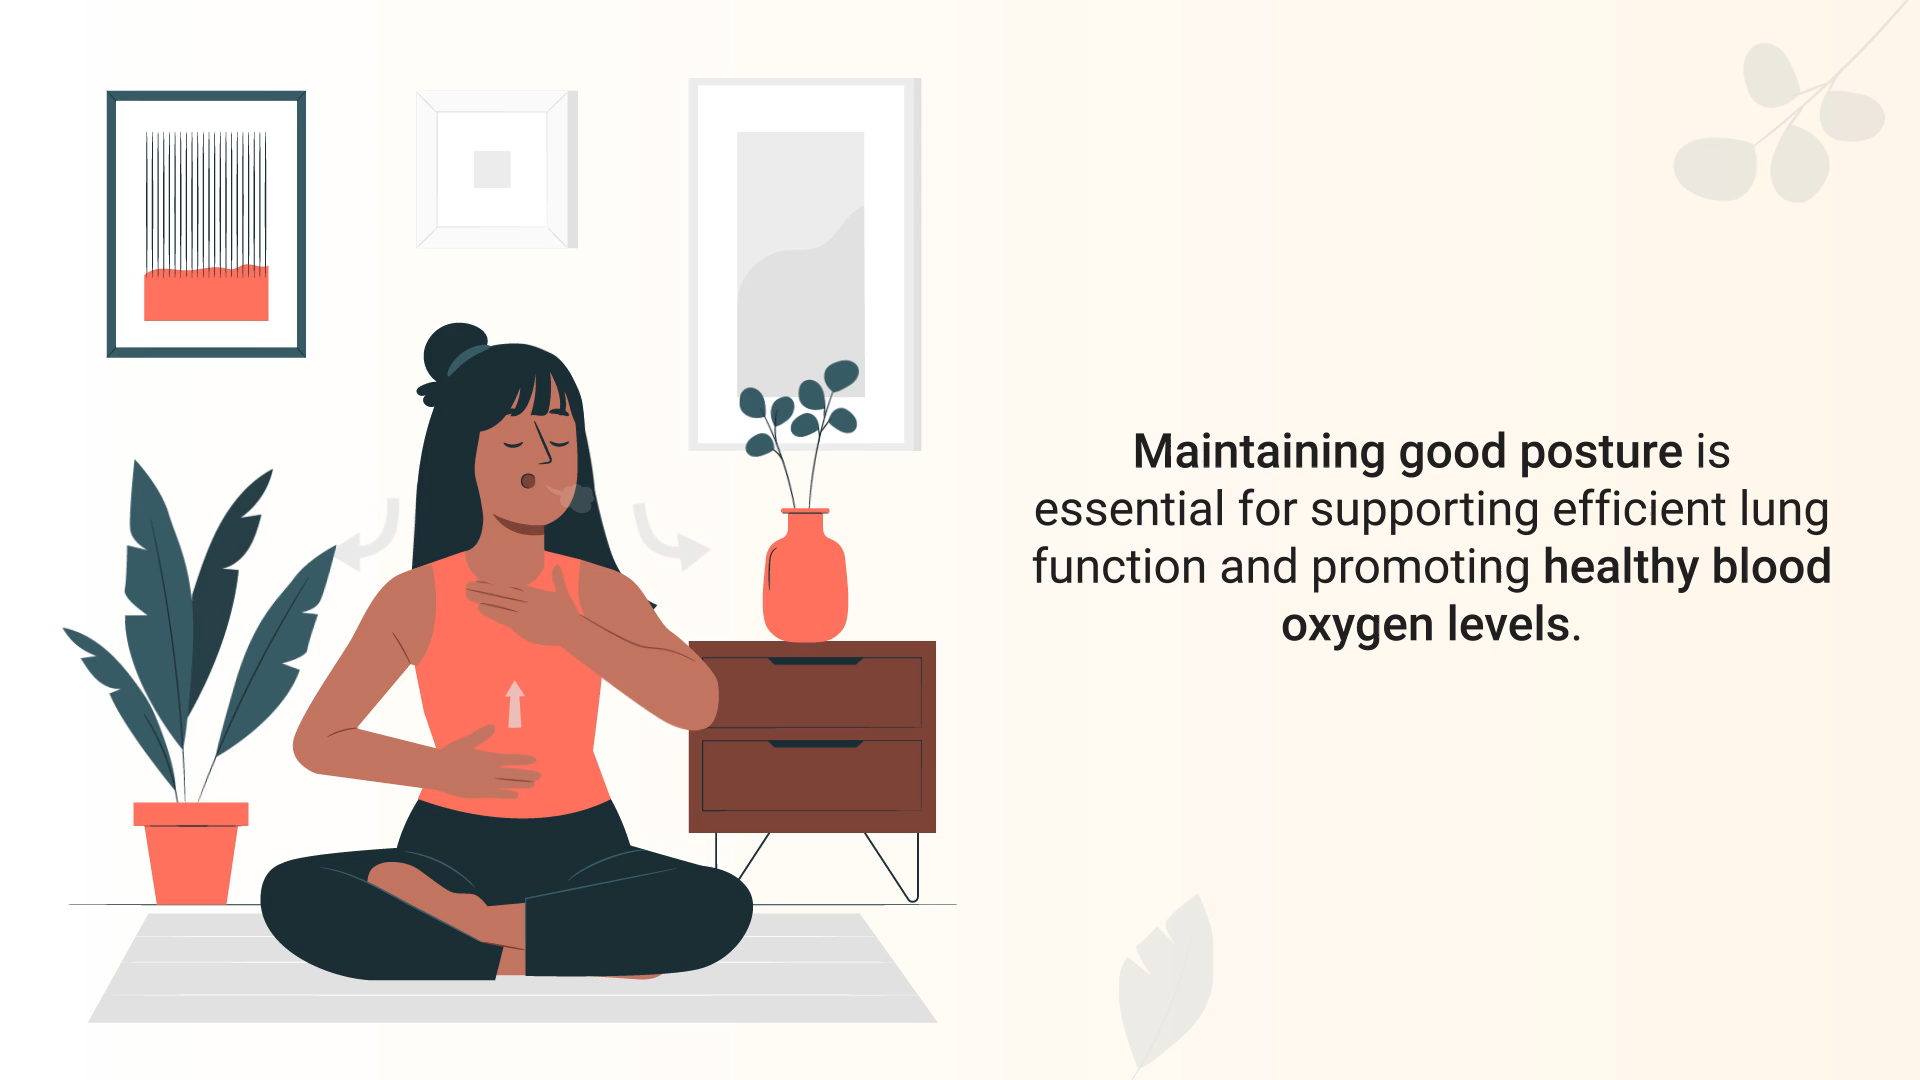 Maintaining good posture is
essential for supporting efficient lung
function and promoting healthy blood
oxygen levels.